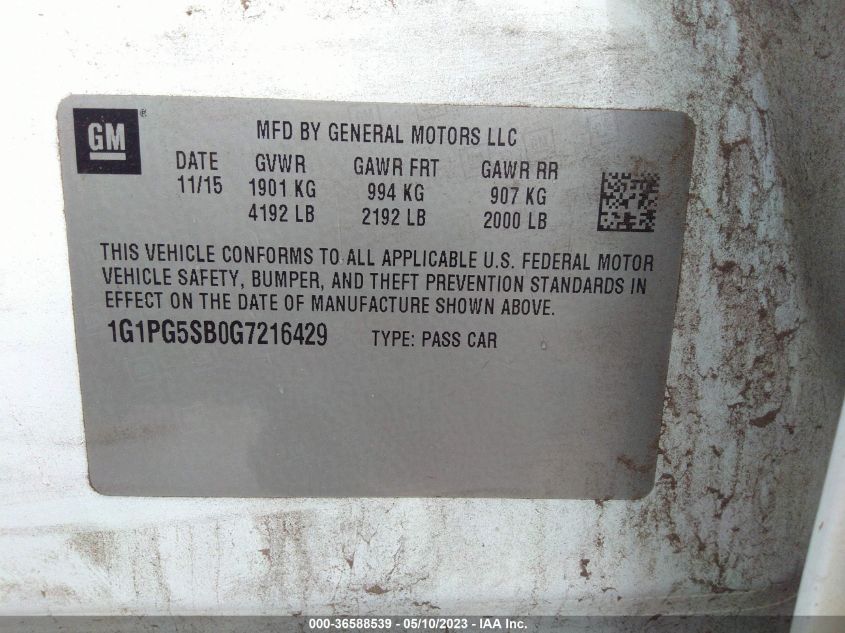 GM®
MFD BY GENERAL MOTORS LLC
DATE GVWR GAWR FRT GAWR RR
11/15 1901 KG 994 KG 907 KG
4192 LB 2192 LB 2000 LB
THIS VEHICLE CONFORMS TO ALL APPLICABLE U.S. FEDERAL MOTOR
VEHICLE SAFETY, BUMPER, AND THEFT PREVENTION STANDARDS IN
EFFECT ON THE DATE OF MANUFACTURE SHOWN ABOVE.
1G1PG5SB0G7216429 TYPE: PASS CAR
000-36588539 - 05/10/2023 - IAA Inc.